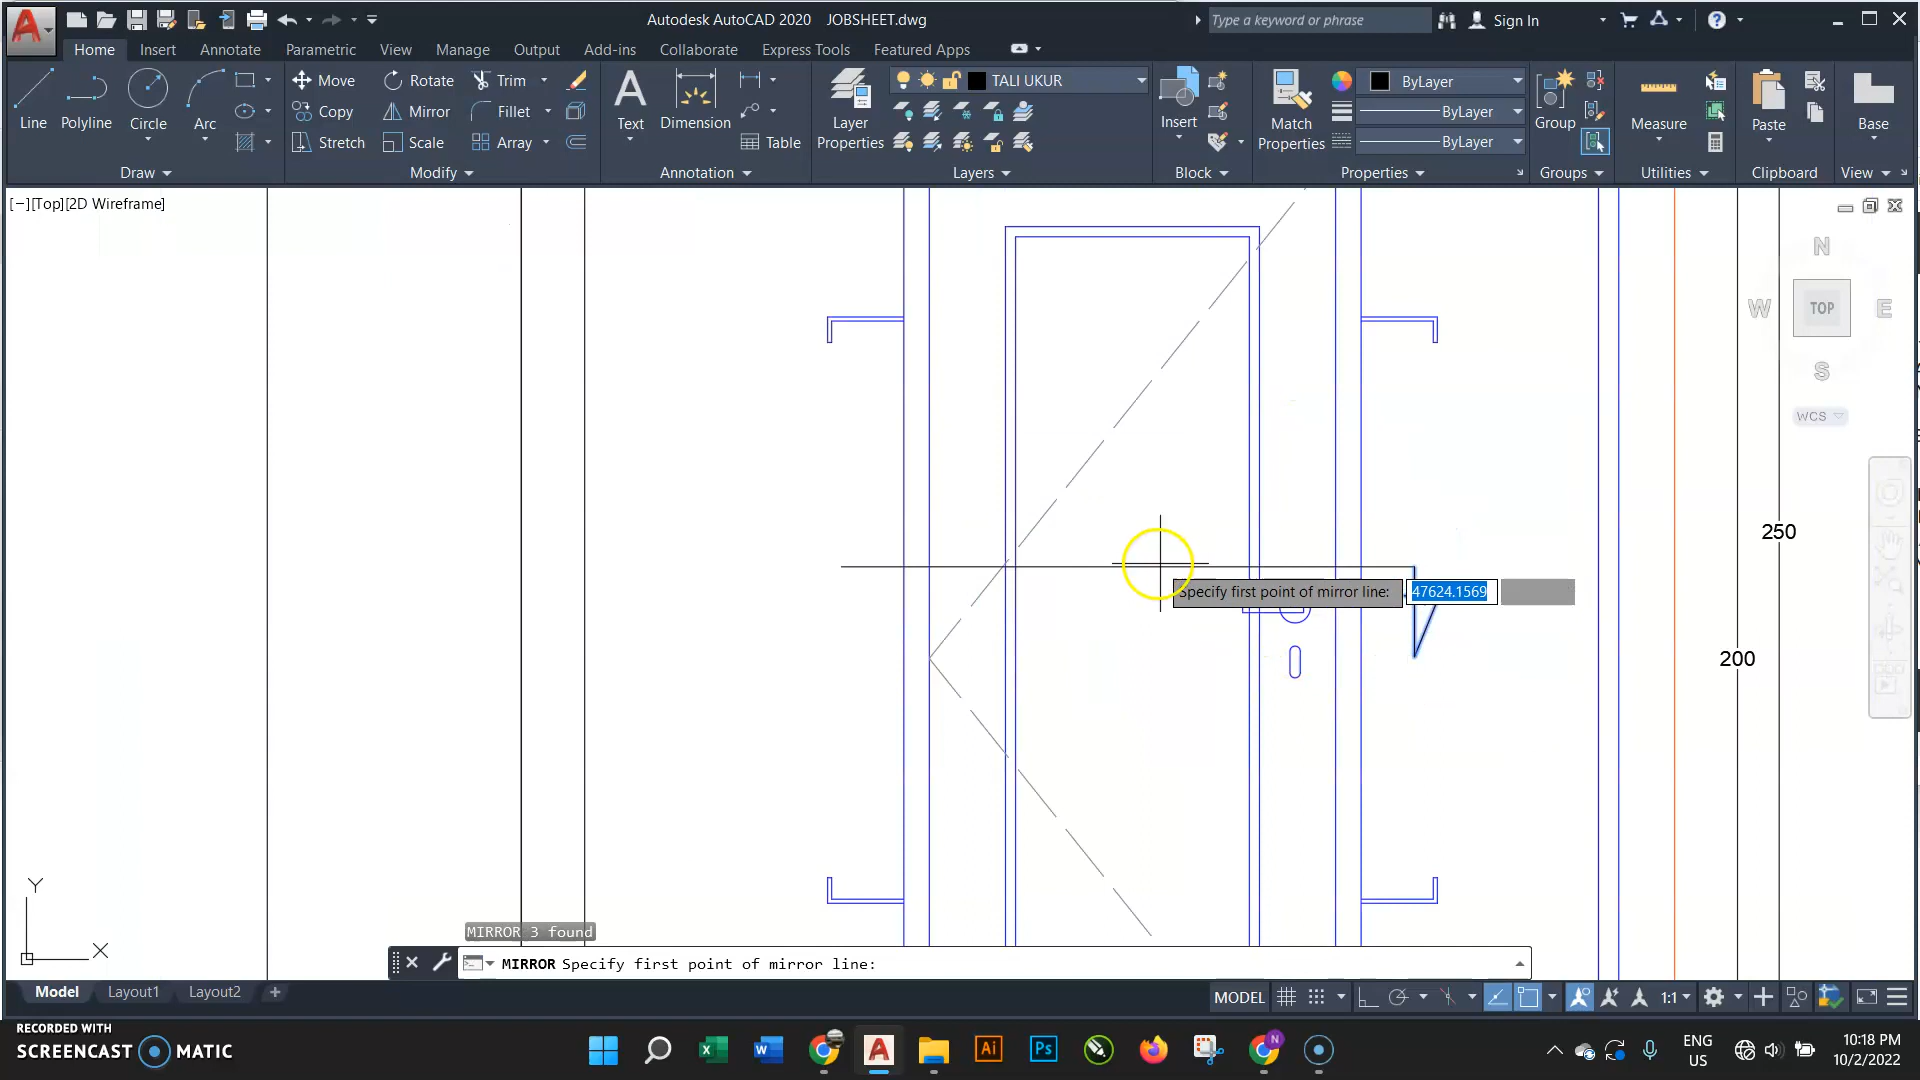 Autodesk AutoCAD 2020 JOBSHEET.dwg
Type a keyword or phrase
Sign In
Home Insert Annotate Parametric View Manage Output Add-ins Collaborate Express Tools Featured Apps
Line Polyline Circle Arc
Move Rotate Trim
Copy Mirror Fillet
Stretch Scale Array
Text Dimension Table
Layer Properties
TALI UKUR
Insert
Match Properties
ByLayer
ByLayer
ByLayer
Group Measure Paste Base
Draw Modify Annotation Layers Block Properties Groups Utilities Clipboard View
[−][Top][2D Wireframe]
N
W TOP E
S
WCS
250
Specify first point of mirror line: 47624.1569
200
Y
X
MIRROR 3 found
MIRROR Specify first point of mirror line:
Model Layout1 Layout2 +
MODEL 1:1
RECORDED WITH
SCREENCAST MATIC
Ai Ps
N
ENG
US
10:18 PM
10/2/2022